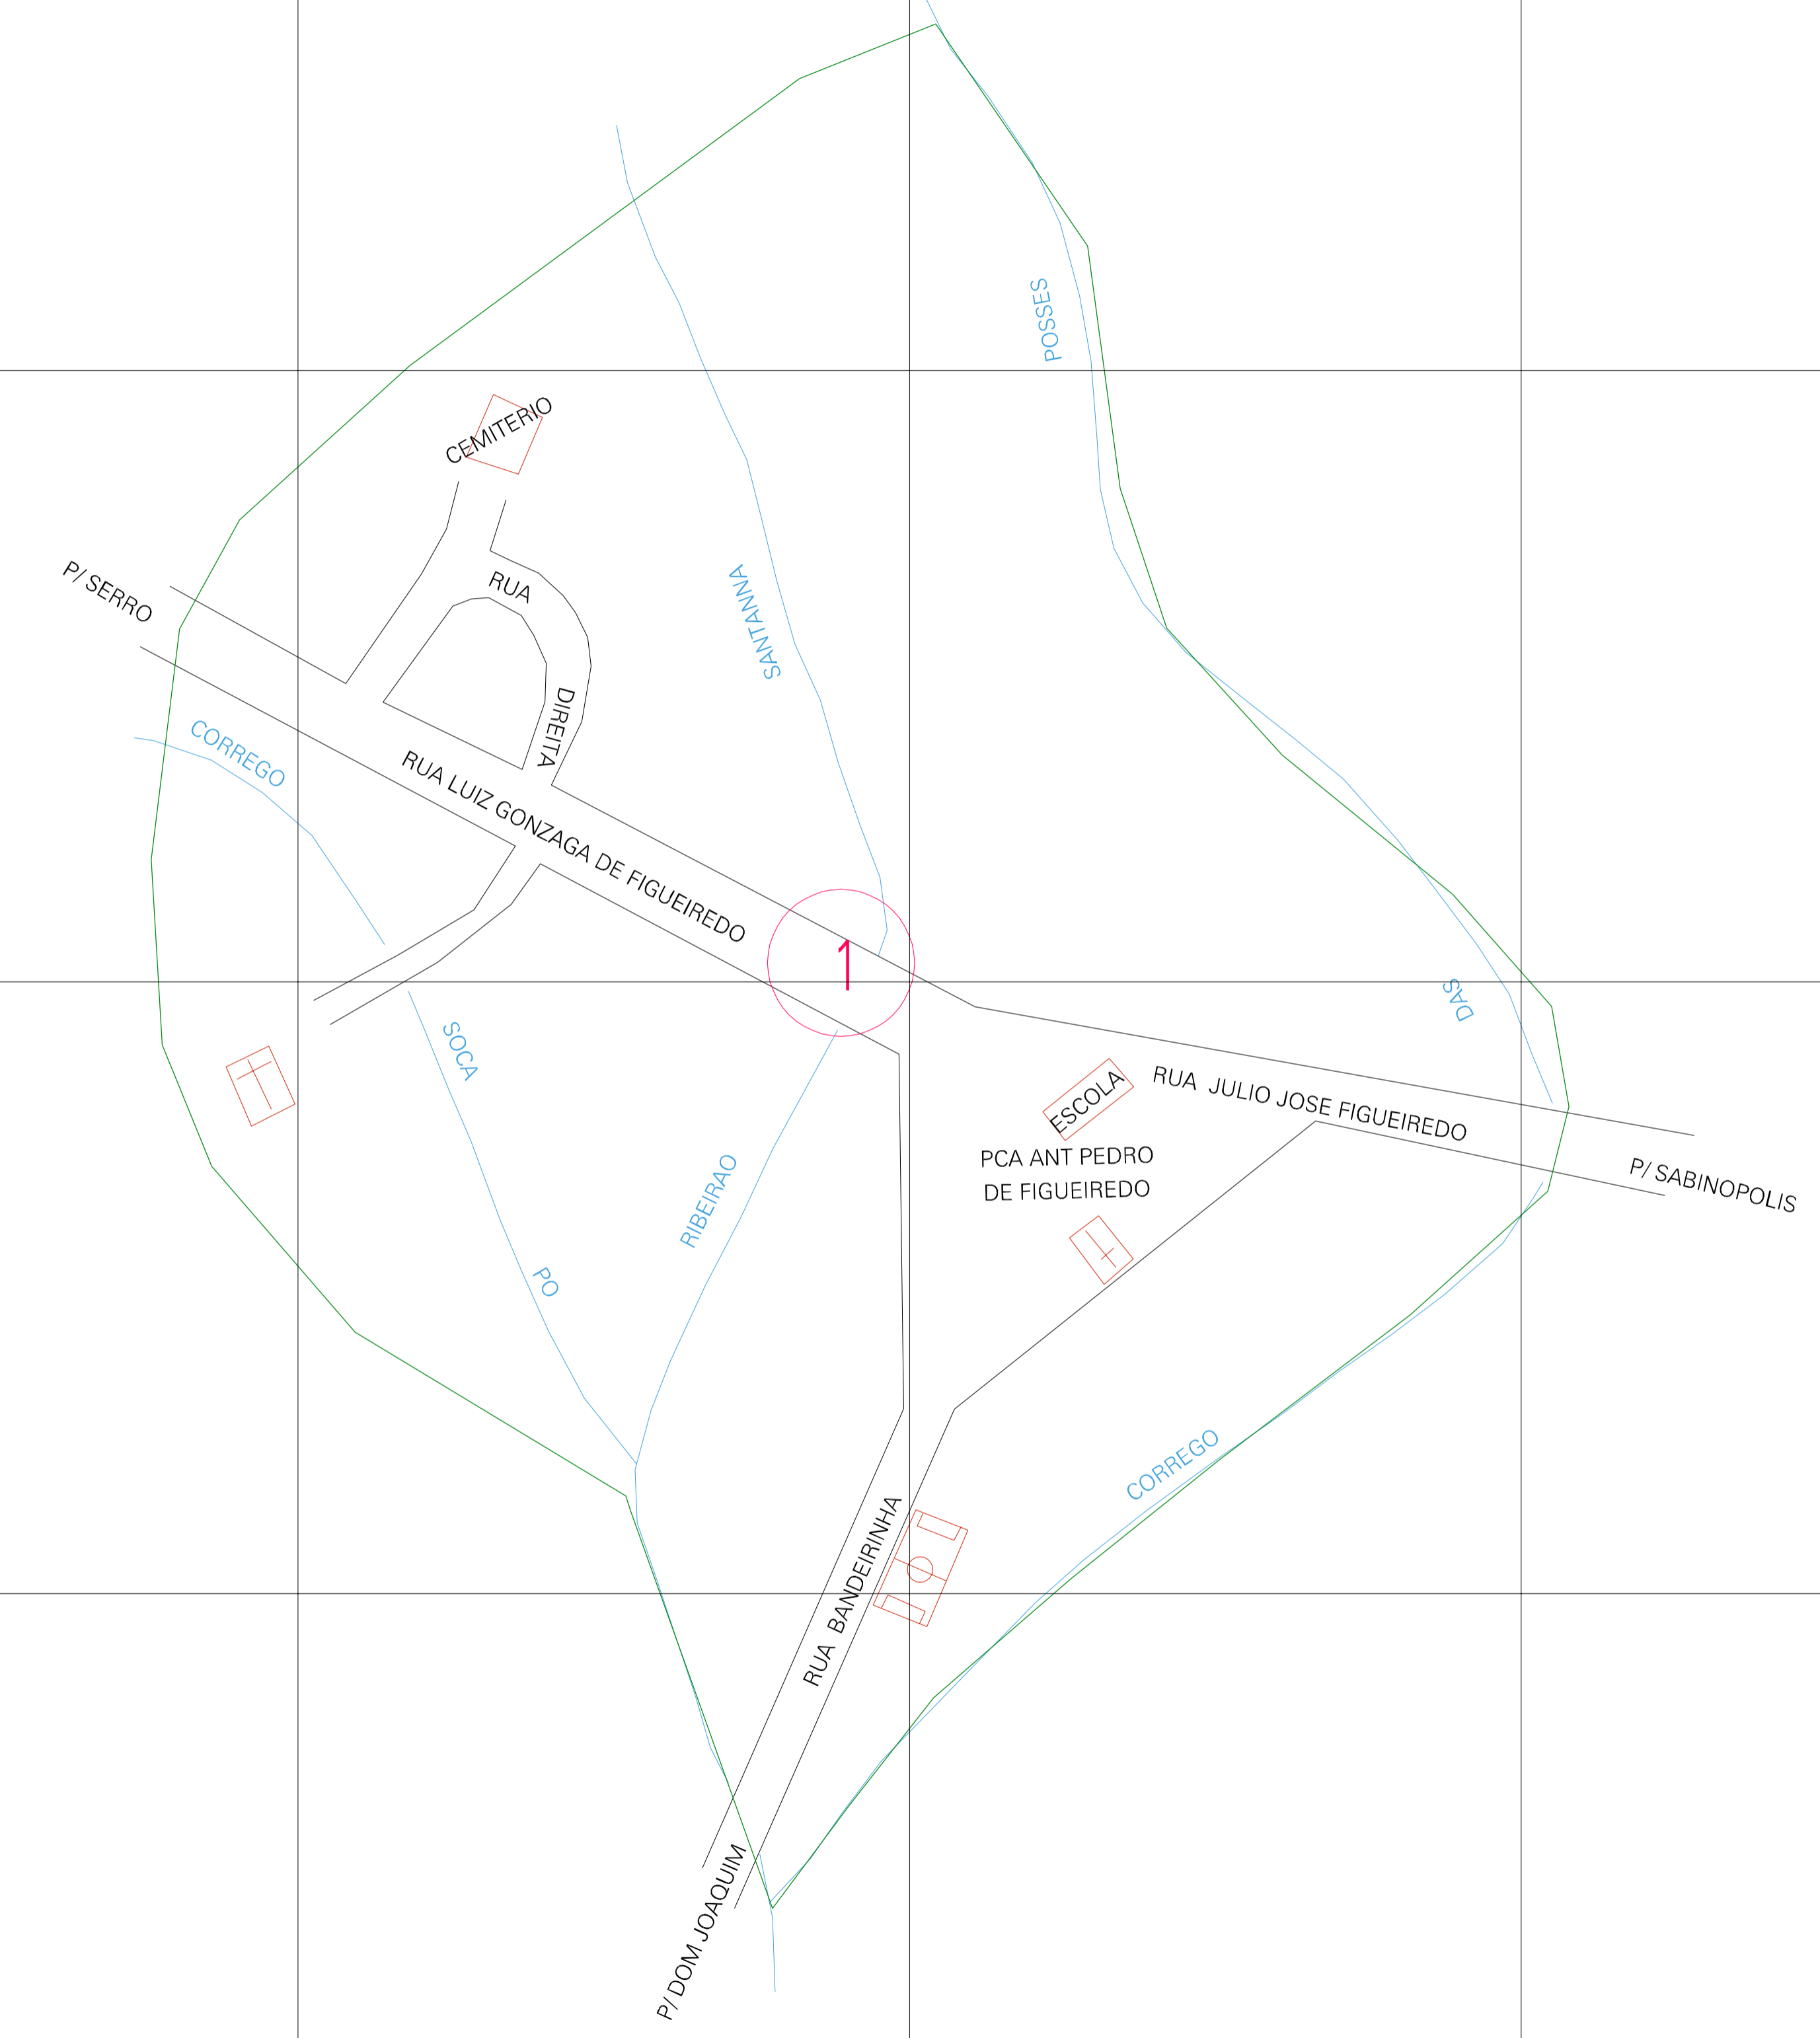 POSSES
CEMITERIO
P/ SERRO
RUA
SANTANNA
DIREITA
CORREGO
RUA LUIZ GONZAGA DE FIGUEIREDO
1
DAS
SOCA
ESCOLA
RUA JULIO JOSE FIGUEIREDO
PCA ANT PEDRO
DE FIGUEIREDO
P/ SABINOPOLIS
RIBEIRAO
PO
CORREGO
RUA BANDEIRINHA
P/ DOM JOAQUIM